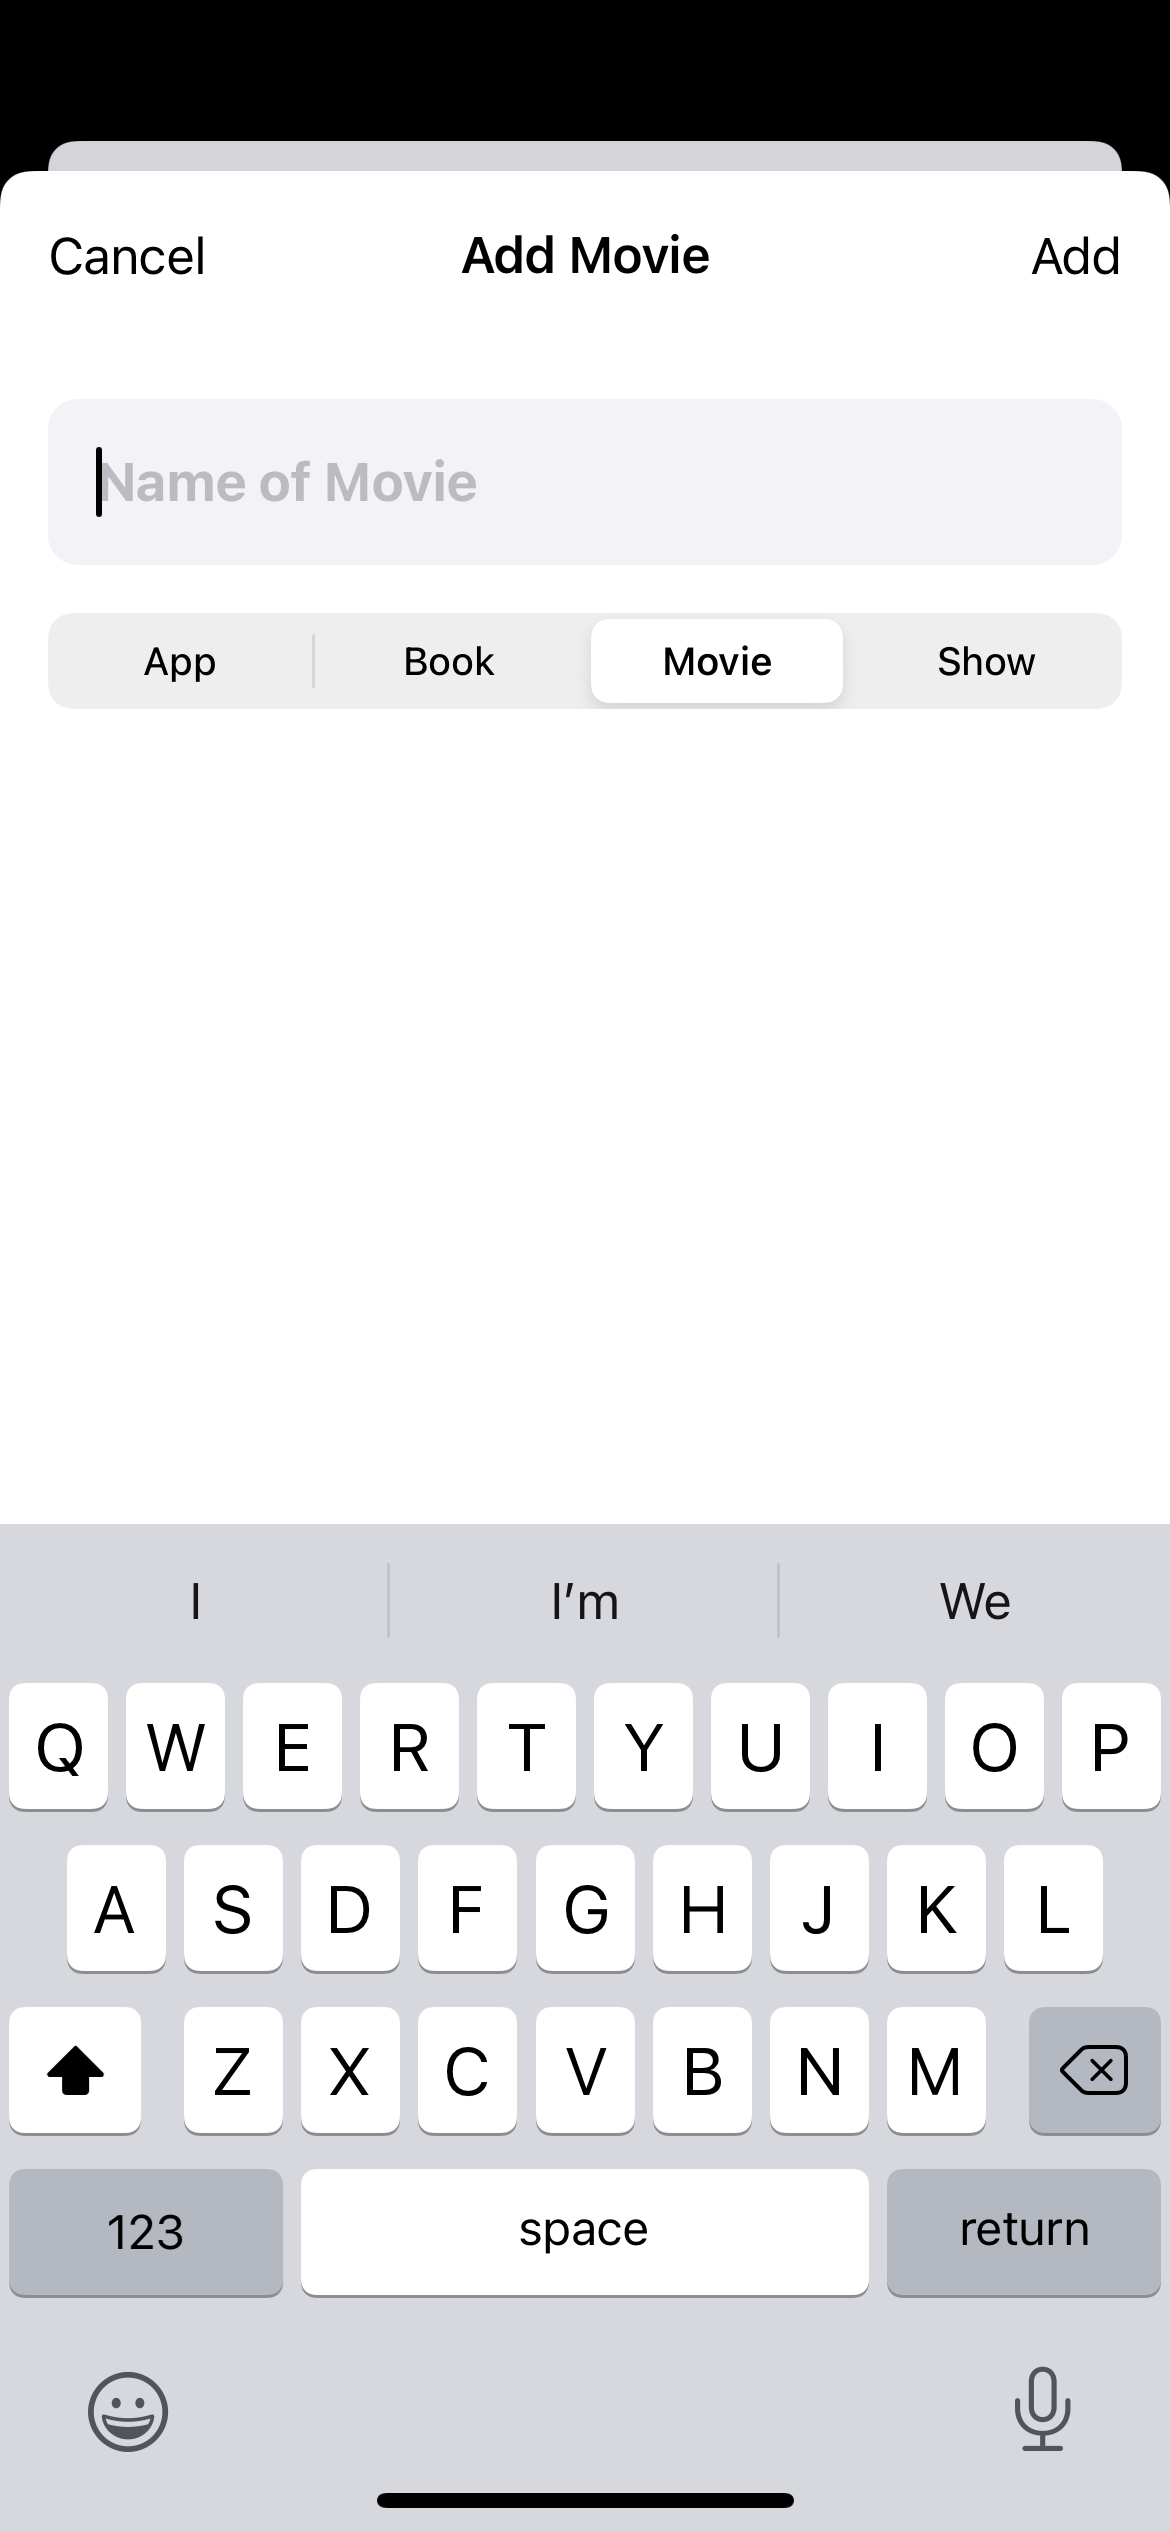 Cancel Add Movie Add
Name of Movie
App Book Movie Show
I I’m We
Q W E R T Y U I O P
A S D F G H J K L
Z X C V B N M
123 space return